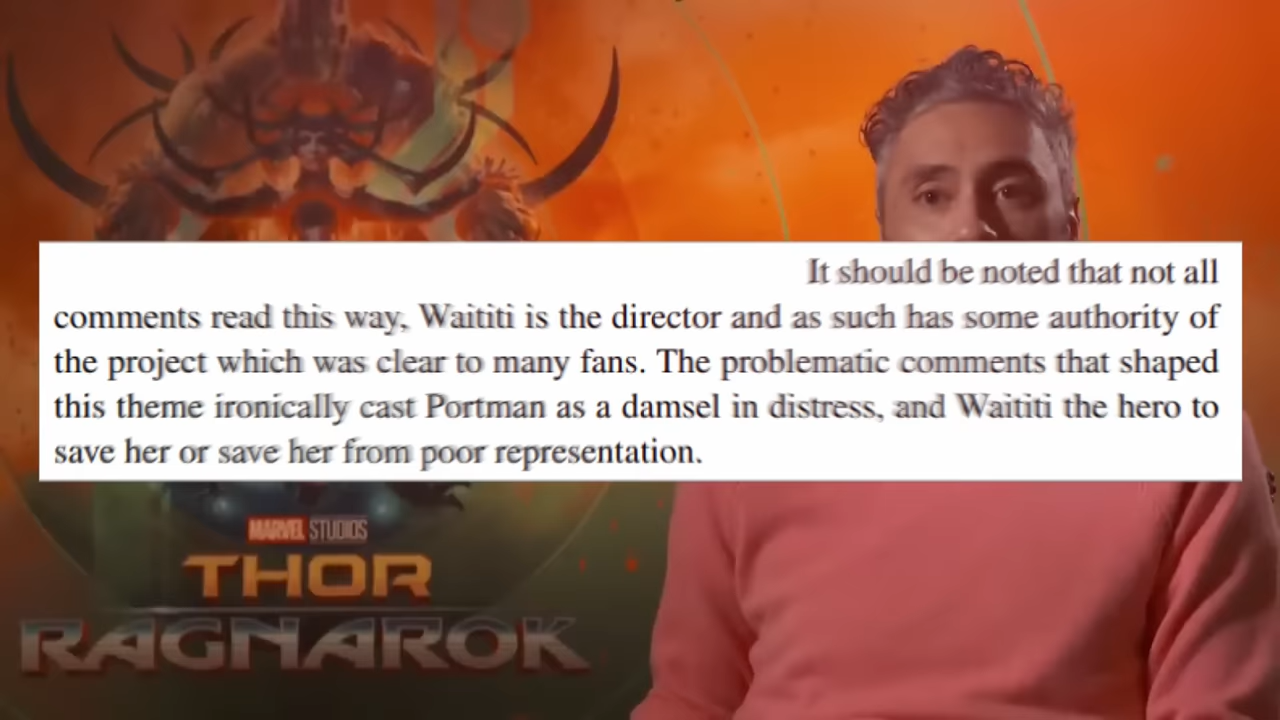 It should be noted that not all
comments read this way, Waititi is the director and as such has some authority of
the project which was clear to many fans. The problematic comments that shaped
this theme ironically cast Portman as a damsel in distress, and Waititi the hero to
save her or save her from poor representation.
MARVEL STUDIOS
THOR
RAGNAROK